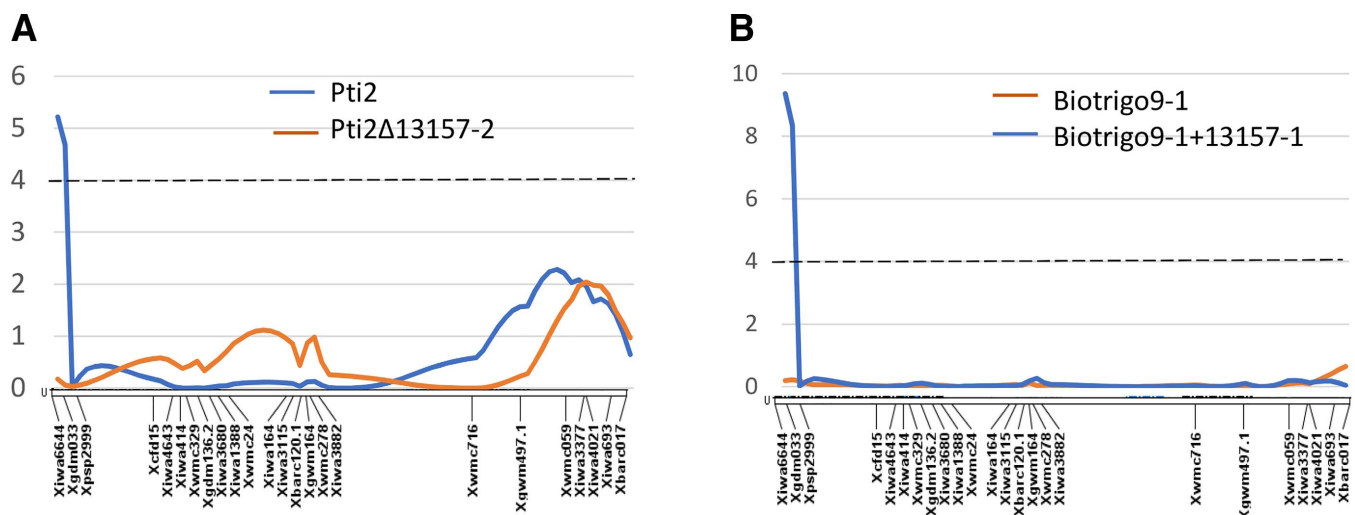 A
6
5
4
3
2
1
0
Pti2
Pti2Δ13157-2
U
Xiwa6644
Xgdm033
Xpsp2999
Xcfd15
Xiwa4643
Xiwa414
Xwmc329
Xgdm136.2
Xiwa3680
Xiwa1388
Xwmc24
Xiwa164
Xiwa3115
Xbarc120.1
Xgwm164
Xwmc278
Xiwa3882
Xwmc716
Xgwm497.1
Xwmc059
Xiwa3377
Xiwa4021
Xiwa693
Xbarc017
B
10
8
6
4
2
0
Biotrigo9-1
Biotrigo9-1+13157-1
U
Xiwa6644
Xgdm033
Xpsp2999
Xcfd15
Xiwa4643
Xiwa414
Xwmc329
Xgdm136.2
Xiwa3680
Xiwa1388
Xwmc24
Xiwa164
Xiwa3115
Xbarc120.1
Xgwm164
Xwmc278
Xiwa3882
Xwmc716
Xgwm497.1
Xwmc059
Xiwa3377
Xiwa4021
Xiwa693
Xbarc017